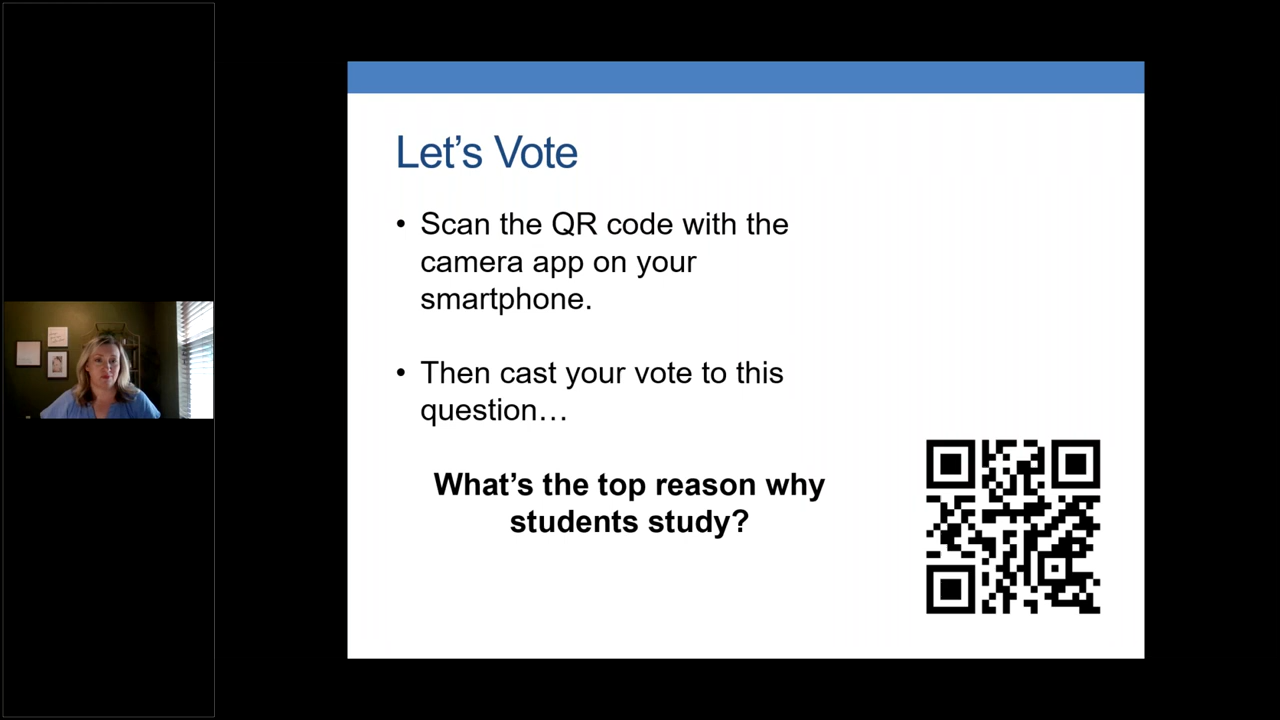 Let’s Vote
• Scan the QR code with the
camera app on your
smartphone.
• Then cast your vote to this
question…
What’s the top reason why
students study?